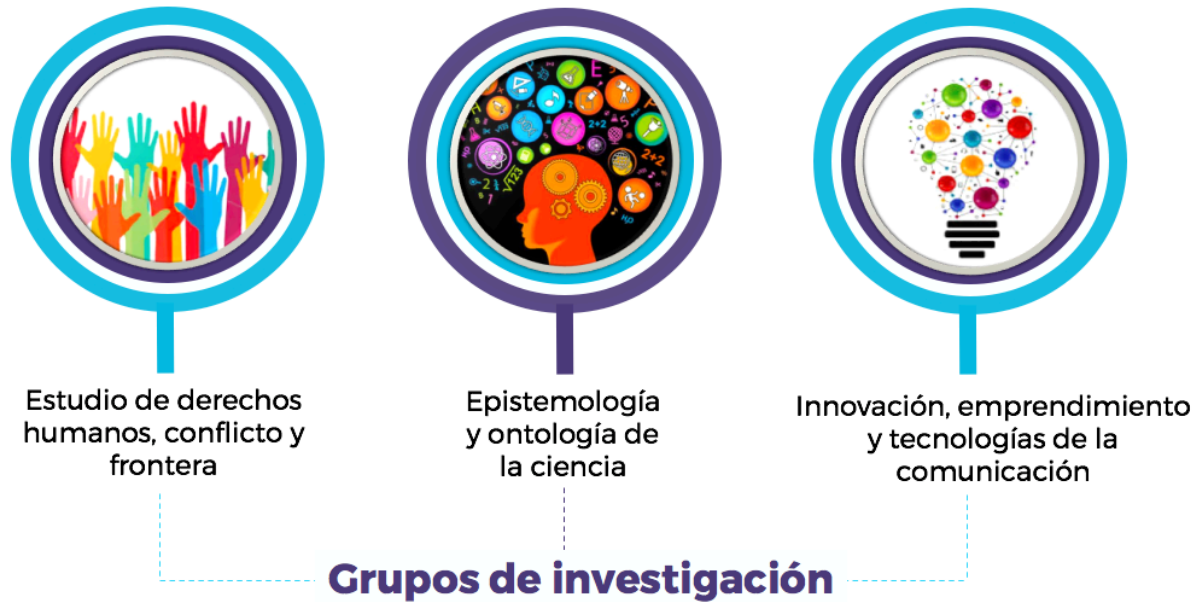 Estudio de derechos
humanos, conflicto y
frontera
Epistemología
y ontología de
la ciencia
Innovación, emprendimiento
y tecnologías de la
comunicación
Grupos de investigación